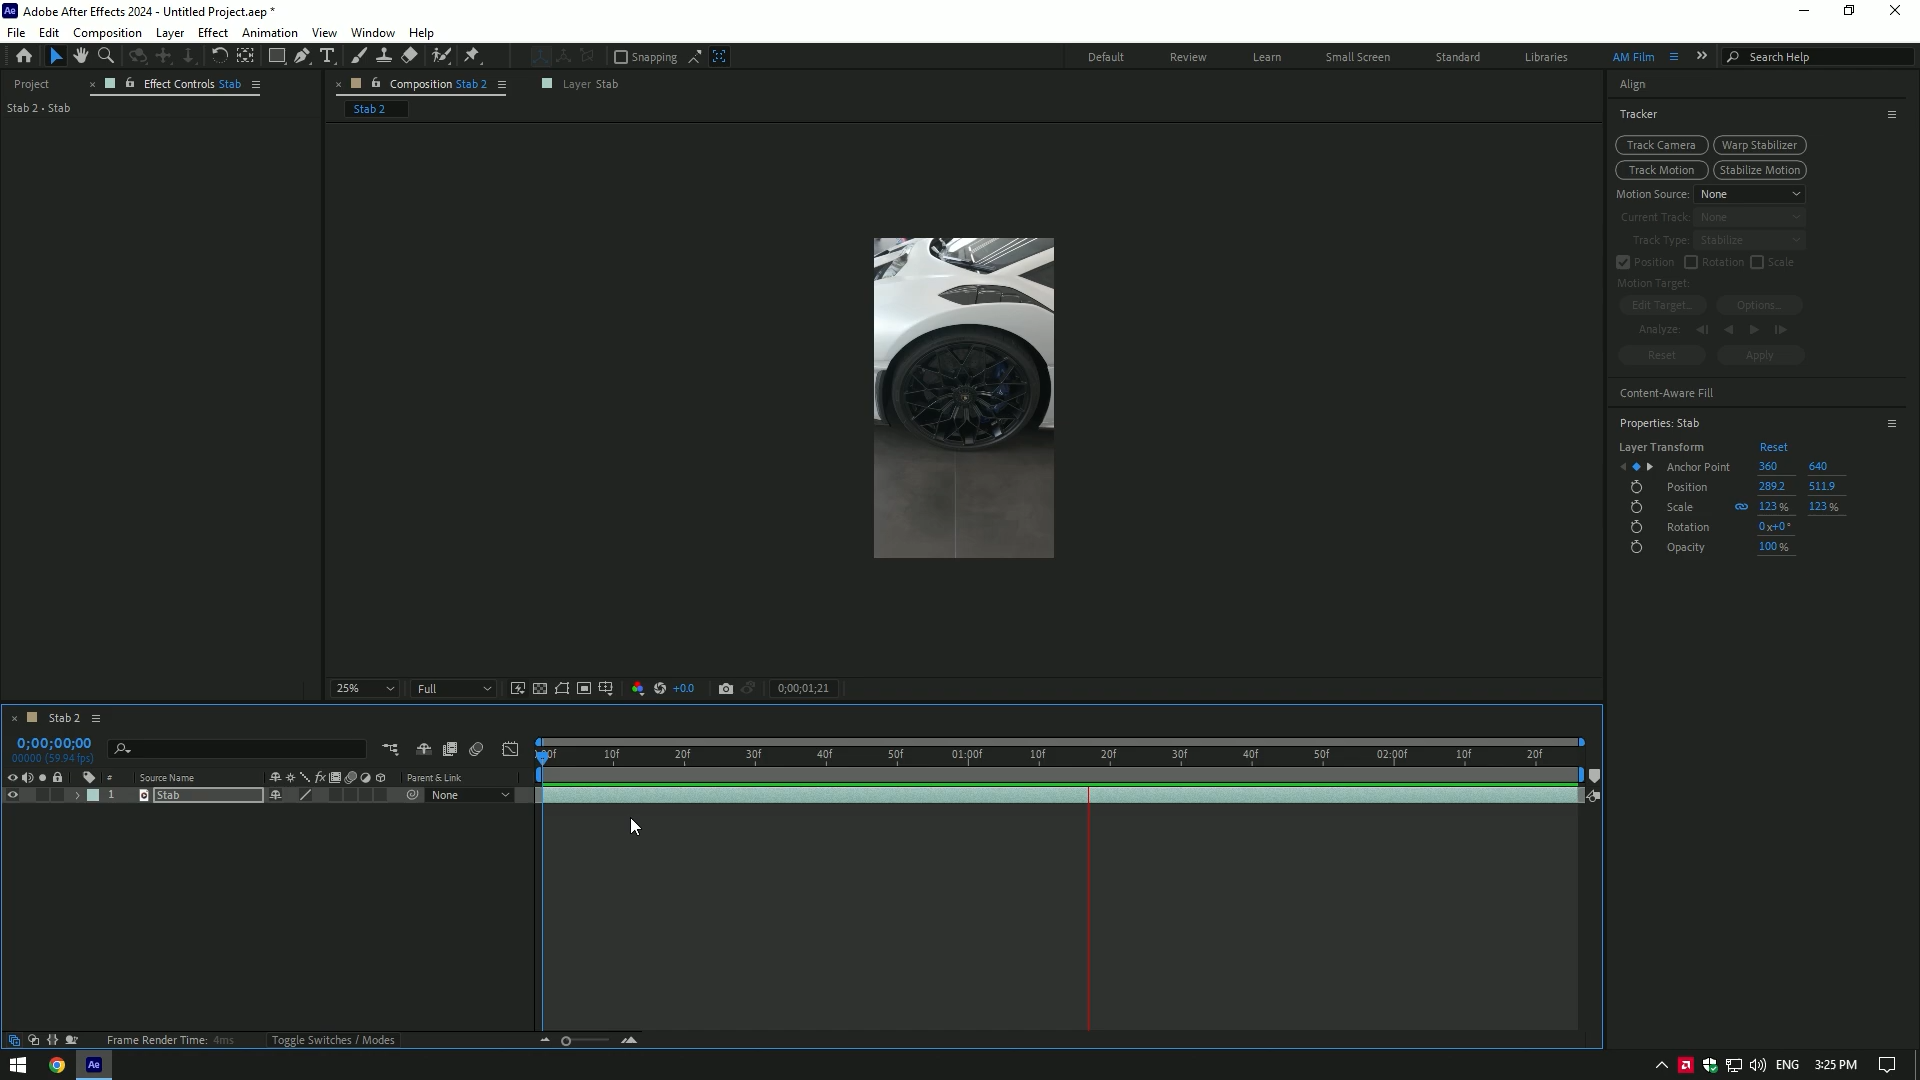 Adobe After Effects 2024 - Untitled Project.aep *
File Edit Composition Layer Effect Animation View Window Help
Snapping
Default Review Learn Small Screen Standard Libraries AM Film Search Help
Project Effect Controls Stab
Composition Stab 2 Layer Stab
Stab 2 • Stab
Stab 2
Align
Tracker
Track Camera Warp Stabilizer
Track Motion Stabilize Motion
Motion Source: None
Current Track: None
Track Type: Stabilize
Position Rotation Scale
Motion Target:
Edit Target... Options...
Analyze:
Reset Apply
Content-Aware Fill
Properties: Stab
Layer Transform Reset
Anchor Point 360 640
Position 289.2 511.9
Scale 123 % 123 %
Rotation 0x+0°
Opacity 100 %
25% Full +0.0 0;00;01;21
Stab 2
0;00;00;00
00000 (59.94 fps)
:00f 10f 20f 30f 40f 50f 01:00f 10f 20f 30f 40f 50f 02:00f 10f 20f
# Source Name fx Parent & Link
1 Stab None
Frame Render Time: 4ms Toggle Switches / Modes
Ae ENG 3:25 PM